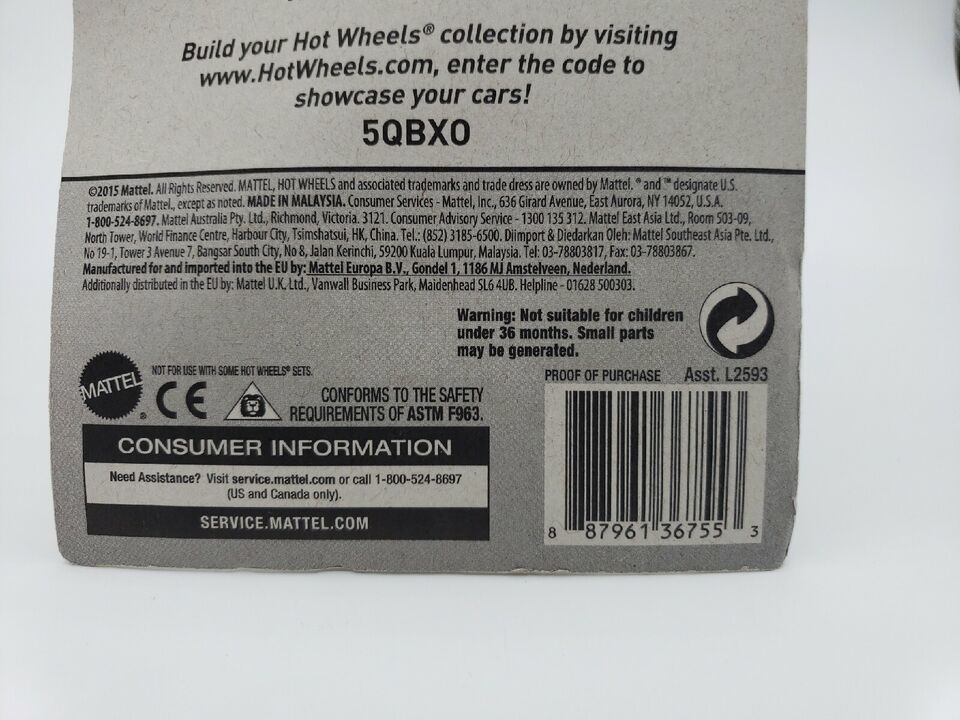 Build your Hot Wheels® collection by visiting
www.HotWheels.com, enter the code to
showcase your cars!
5QBXO
©2015 Mattel. All Rights Reserved. MATTEL, HOT WHEELS and associated trademarks and trade dress are owned by Mattel. ® and ™ designate U.S.
trademarks of Mattel, except as noted. MADE IN MALAYSIA. Consumer Services - Mattel, Inc., 636 Girard Avenue, East Aurora, NY 14052, U.S.A.
1-800-524-8697. Mattel Australia Pty. Ltd., Richmond, Victoria. 3121. Consumer Advisory Service - 1300 135 312. Mattel East Asia Ltd., Room 503-09,
North Tower, World Finance Centre, Harbour City, Tsimshatsui, HK, China. Tel.: (852) 3185-6500. Diimport & Diedarkan Oleh: Mattel Southeast Asia Pte. Ltd.,
No 19-1, Tower 3 Avenue 7, Bangsar South City, No 8, Jalan Kerinchi, 59200 Kuala Lumpur, Malaysia. Tel: 03-78803817, Fax: 03-78803867.
Manufactured for and imported into the EU by: Mattel Europa B.V., Gondel 1, 1186 MJ Amstelveen, Nederland.
Additionally distributed in the EU by: Mattel U.K. Ltd., Vanwall Business Park, Maidenhead SL6 4UB. Helpline - 01628 500303.
Warning: Not suitable for children
under 36 months. Small parts
may be generated.
NOT FOR USE WITH SOME HOT WHEELS® SETS.
MATTEL®
CE
CONFORMS TO THE SAFETY
REQUIREMENTS OF ASTM F963.
PROOF OF PURCHASE Asst. L2593
CONSUMER INFORMATION
Need Assistance? Visit service.mattel.com or call 1-800-524-8697
(US and Canada only).
SERVICE.MATTEL.COM
8 87961 36755 3